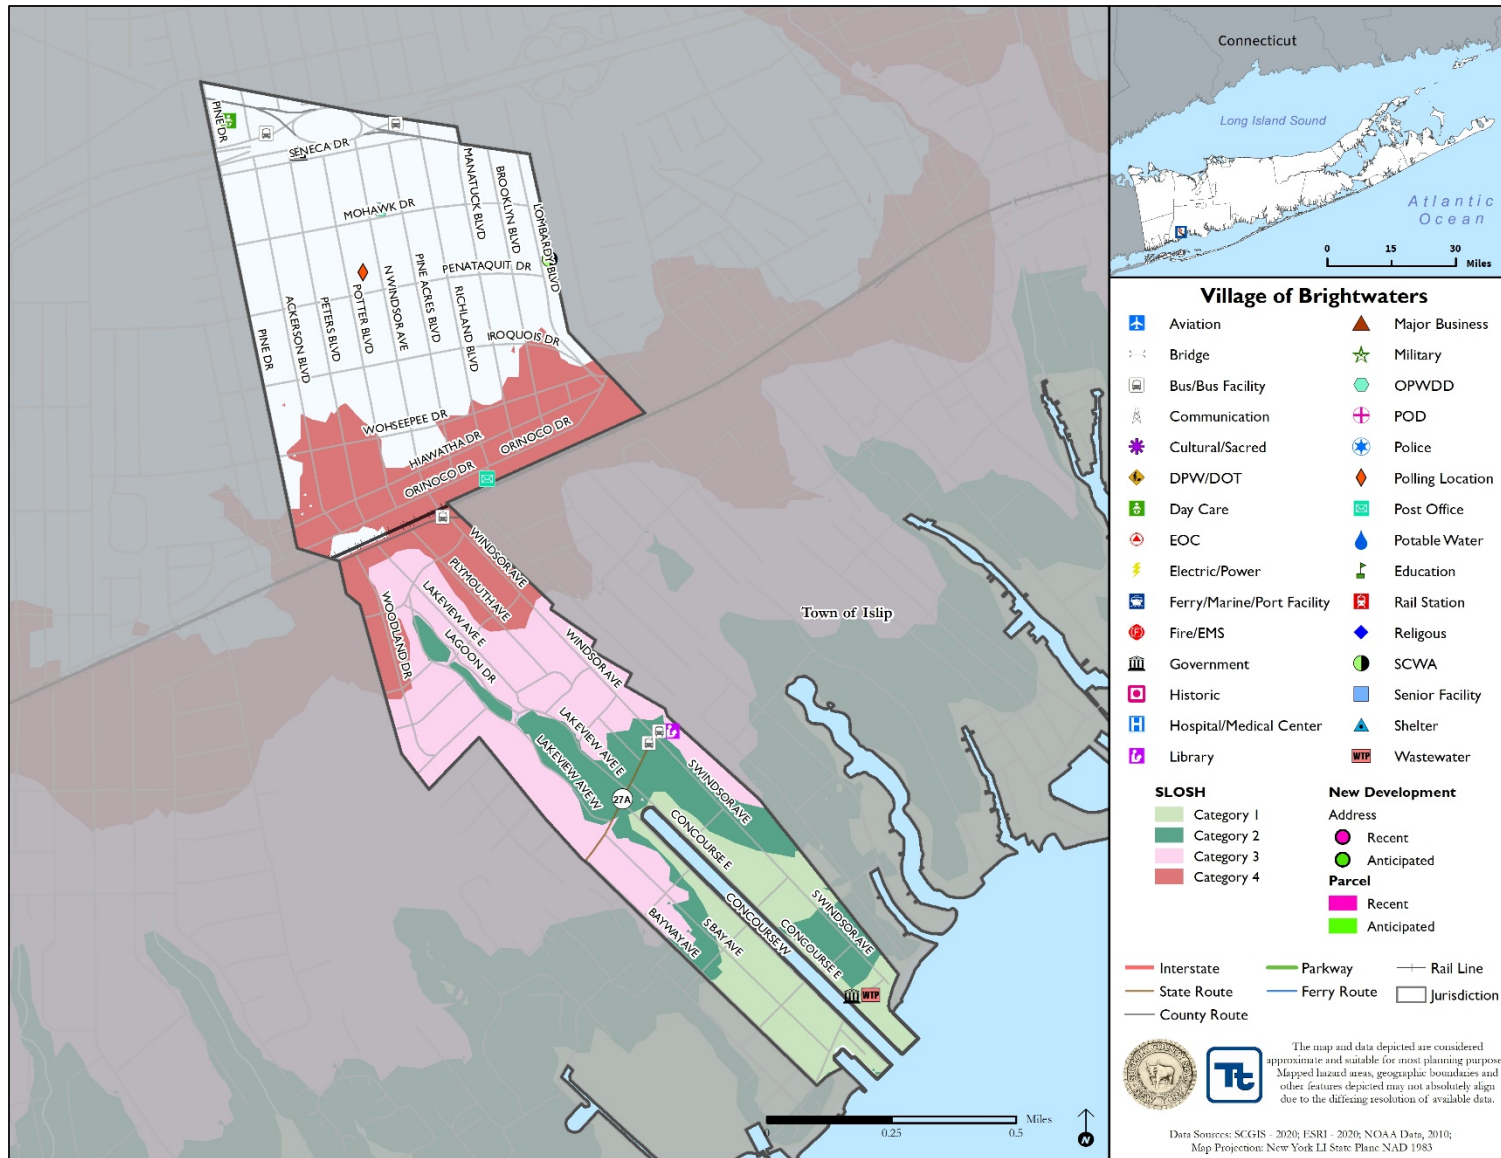 PINE DR
SENECA DR
MANATUCK BLVD
BROOKLYN BLVD
LOMBARDY BLVD
MOHAWK DR
PENATAQUIT DR
N WINDSOR AVE
PINE ACRES BLVD
RICHLAND BLVD
POTTER BLVD
PETERS BLVD
ACKERSON BLVD
PINE DR
IROQUOIS DR
WOHSEEPEE DR
HIAWATHA DR
ORINOCO DR
ORINOCO DR
WINDSOR AVE
PLYMOUTH AVE
LAKEVIEW AVE E
WOODLAND DR
LAGOON DR
WINDSOR AVE
Town of Islip
LAKEVIEW AVE E
LAKEVIEW AVE W
S WINDSOR AVE
27A
CONCOURSE E
CONCOURSE W
S WINDSOR AVE
CONCOURSE E
S BAY AVE
BAYWAY AVE
WTP
0
0.25
0.5
Miles
N
Connecticut
Long Island Sound
Atlantic
Ocean
0 15 30
Miles
Village of Brightwaters
Aviation
Bridge
Bus/Bus Facility
Communication
Cultural/Sacred
DPW/DOT
Day Care
EOC
Electric/Power
Ferry/Marine/Port Facility
F Fire/EMS
Government
Historic
H Hospital/Medical Center
Library
Major Business
Military
OPWDD
POD
Police
Polling Location
Post Office
Potable Water
Education
Rail Station
Religous
SCWA
Senior Facility
Shelter
WTP Wastewater
SLOSH
Category 1
Category 2
Category 3
Category 4
New Development
Address
Recent
Anticipated
Parcel
Recent
Anticipated
Interstate
State Route
County Route
Parkway
Ferry Route
Rail Line
Jurisdiction
Tt
The map and data depicted are considered
approximate and suitable for most planning purpose
Mapped hazard areas, geographic boundaries and
other features depicted may not absolutely align
due to the differing resolution of available data.
Data Sources: SCGIS - 2020; ESRI - 2020; NOAA Data, 2010;
Map Projection: New York LI State Plane NAD 1983